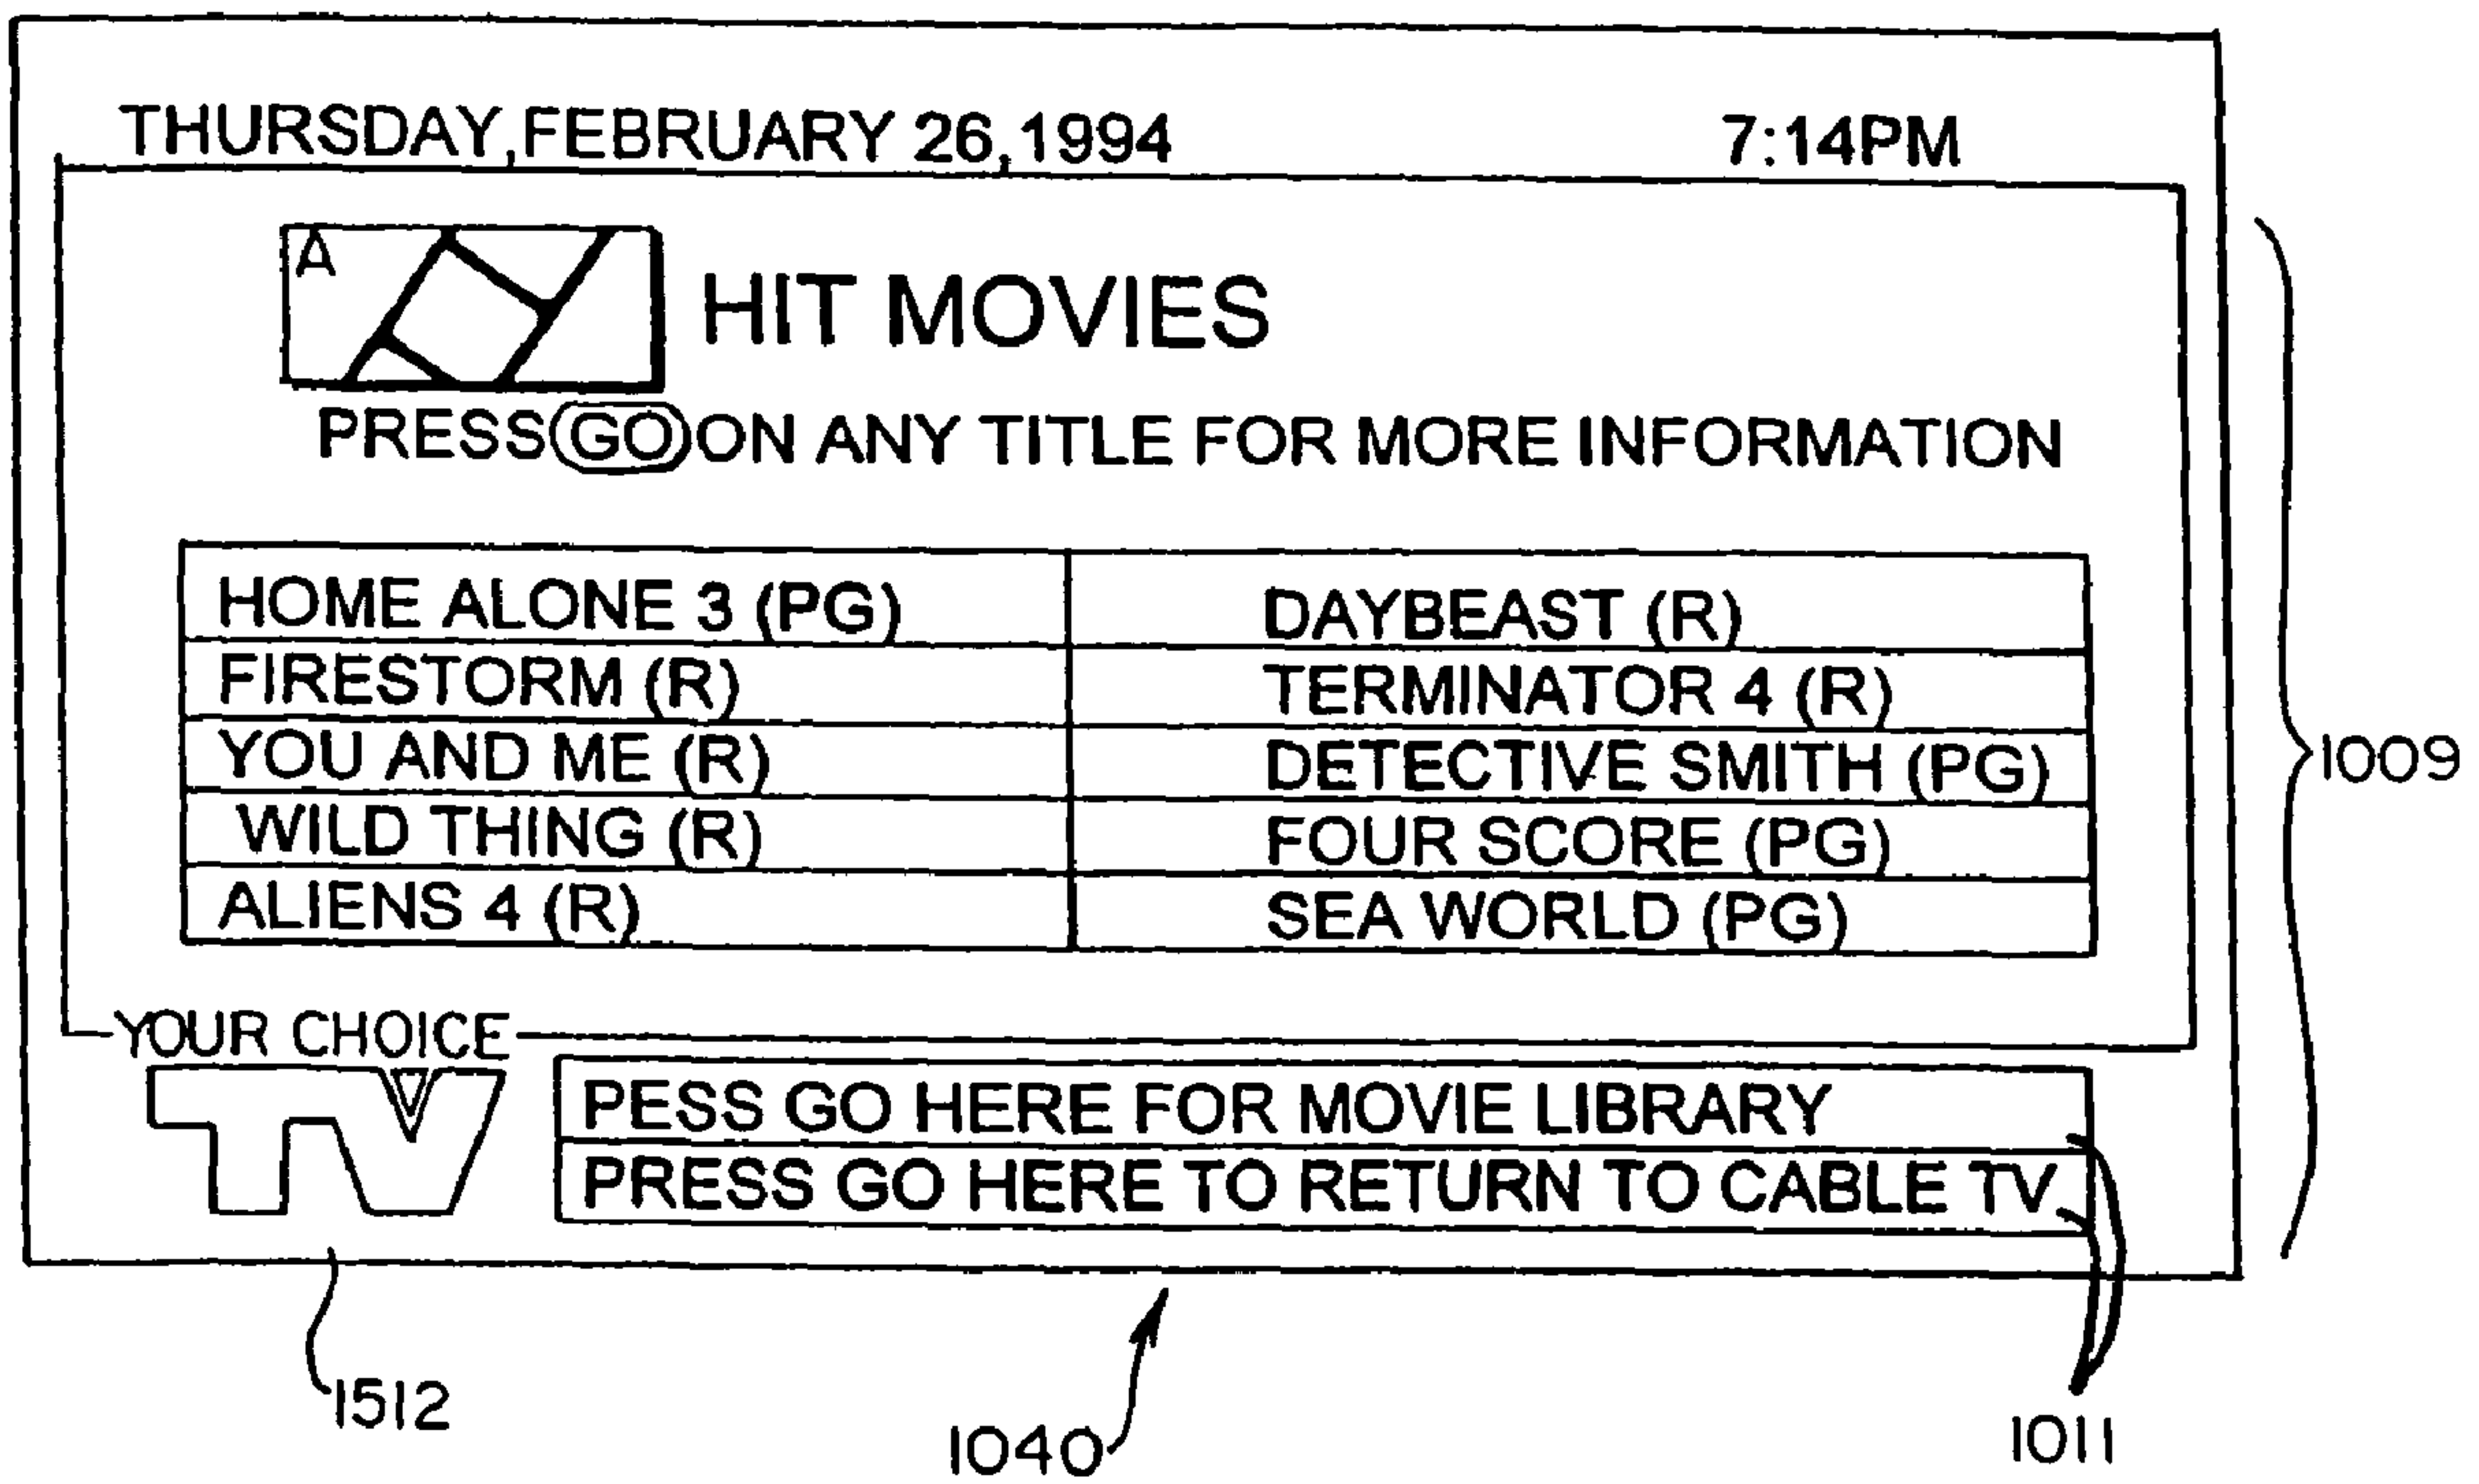 THURSDAY, FEBRUARY 26, 1994 7:14PM
A
HIT MOVIES
PRESS GO ON ANY TITLE FOR MORE INFORMATION
HOME ALONE 3 (PG) DAYBEAST (R)
FIRESTORM (R) TERMINATOR 4 (R)
YOU AND ME (R) DETECTIVE SMITH (PG)
WILD THING (R) FOUR SCORE (PG)
ALIENS 4 (R) SEA WORLD (PG)
1009
YOUR CHOICE
TV
PESS GO HERE FOR MOVIE LIBRARY
PRESS GO HERE TO RETURN TO CABLE TV
1512
1040
1011